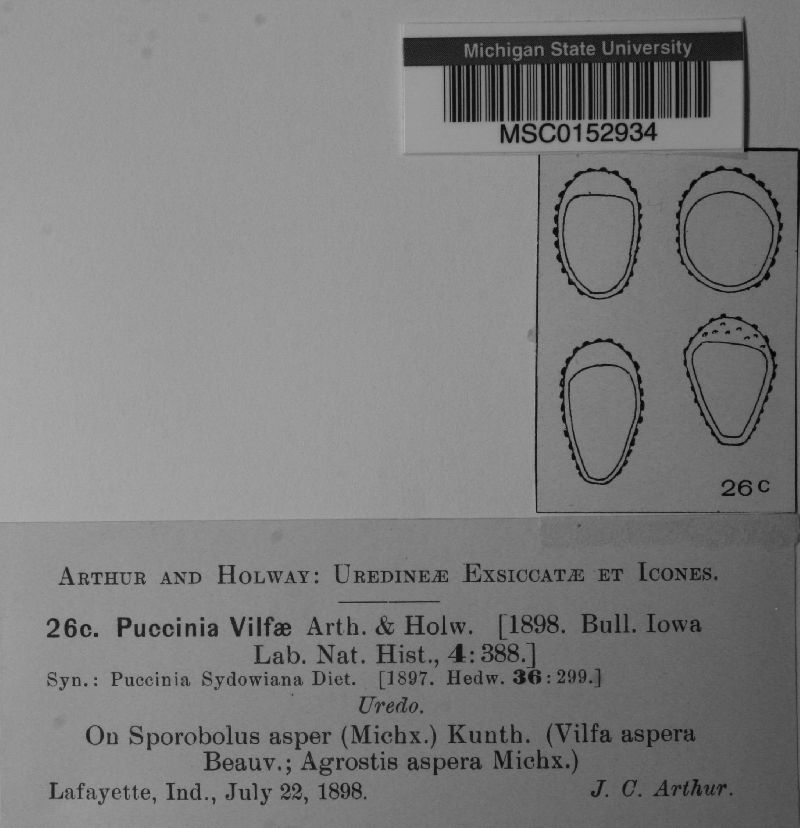 Michigan State University
MSC0152934
26 c
Arthur and Holway: Uredineæ Exsiccatæ et Icones.
26c. Puccinia Vilfæ Arth. & Holw. [1898. Bull. Iowa
Lab. Nat. Hist., 4:388.]
Syn.: Puccinia Sydowiana Diet. [1897. Hedw. 36:299.]
Uredo.
On Sporobolus asper (Michx.) Kunth. (Vilfa aspera
Beauv.; Agrostis aspera Michx.)
Lafayette, Ind., July 22, 1898. J. C. Arthur.